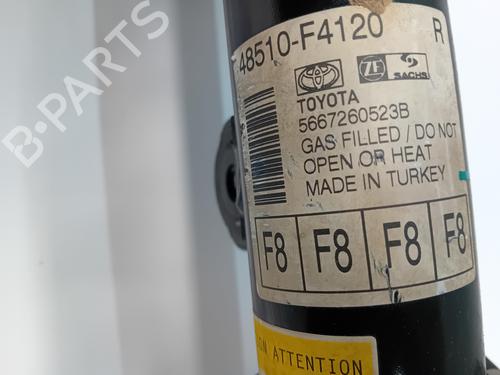 48510-F4120 R
ZF SACHS
TOYOTA
5667260523B
GAS FILLED / DO NOT
OPEN OR HEAT
MADE IN TURKEY
F8 F8 F8 F8
ATTENTION
B-PARTS